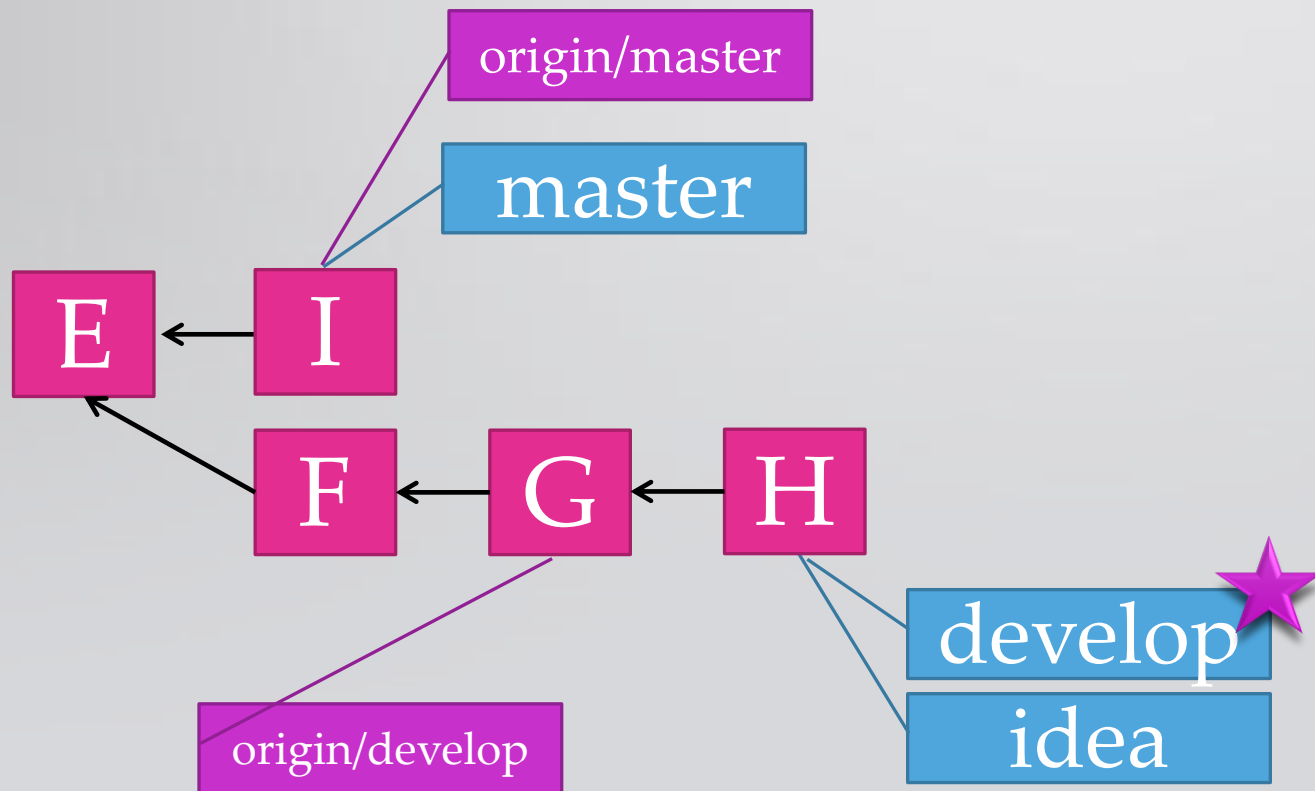 origin/master
master
E
I
F
G
H
develop
origin/develop
idea